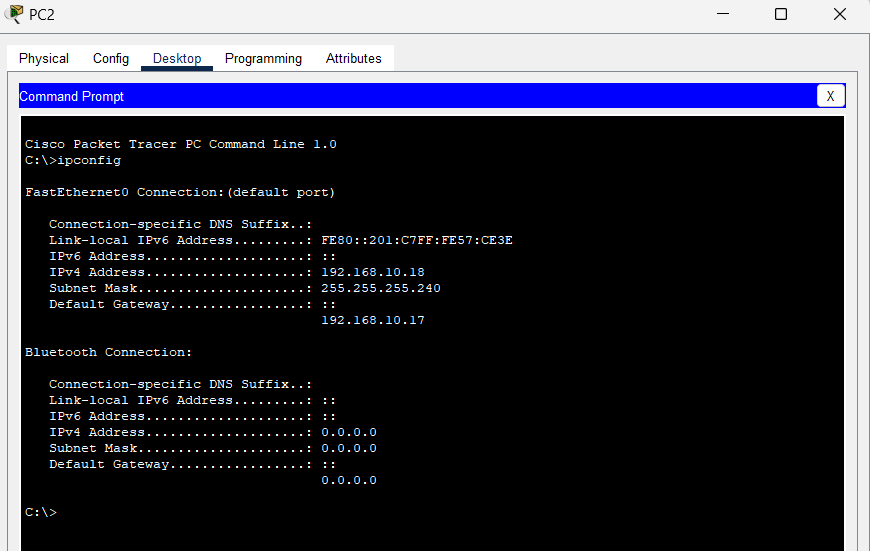 PC2
Physical Config Desktop Programming Attributes
Command Prompt X
Cisco Packet Tracer PC Command Line 1.0
C:\>ipconfig
FastEthernet0 Connection:(default port)
Connection-specific DNS Suffix..:
Link-local IPv6 Address.........: FE80::201:C7FF:FE57:CE3E
IPv6 Address....................: ::
IPv4 Address....................: 192.168.10.18
Subnet Mask.....................: 255.255.255.240
Default Gateway.................: ::
192.168.10.17
Bluetooth Connection:
Connection-specific DNS Suffix..:
Link-local IPv6 Address.........: ::
IPv6 Address....................: ::
IPv4 Address....................: 0.0.0.0
Subnet Mask.....................: 0.0.0.0
Default Gateway.................: ::
0.0.0.0
C:\>